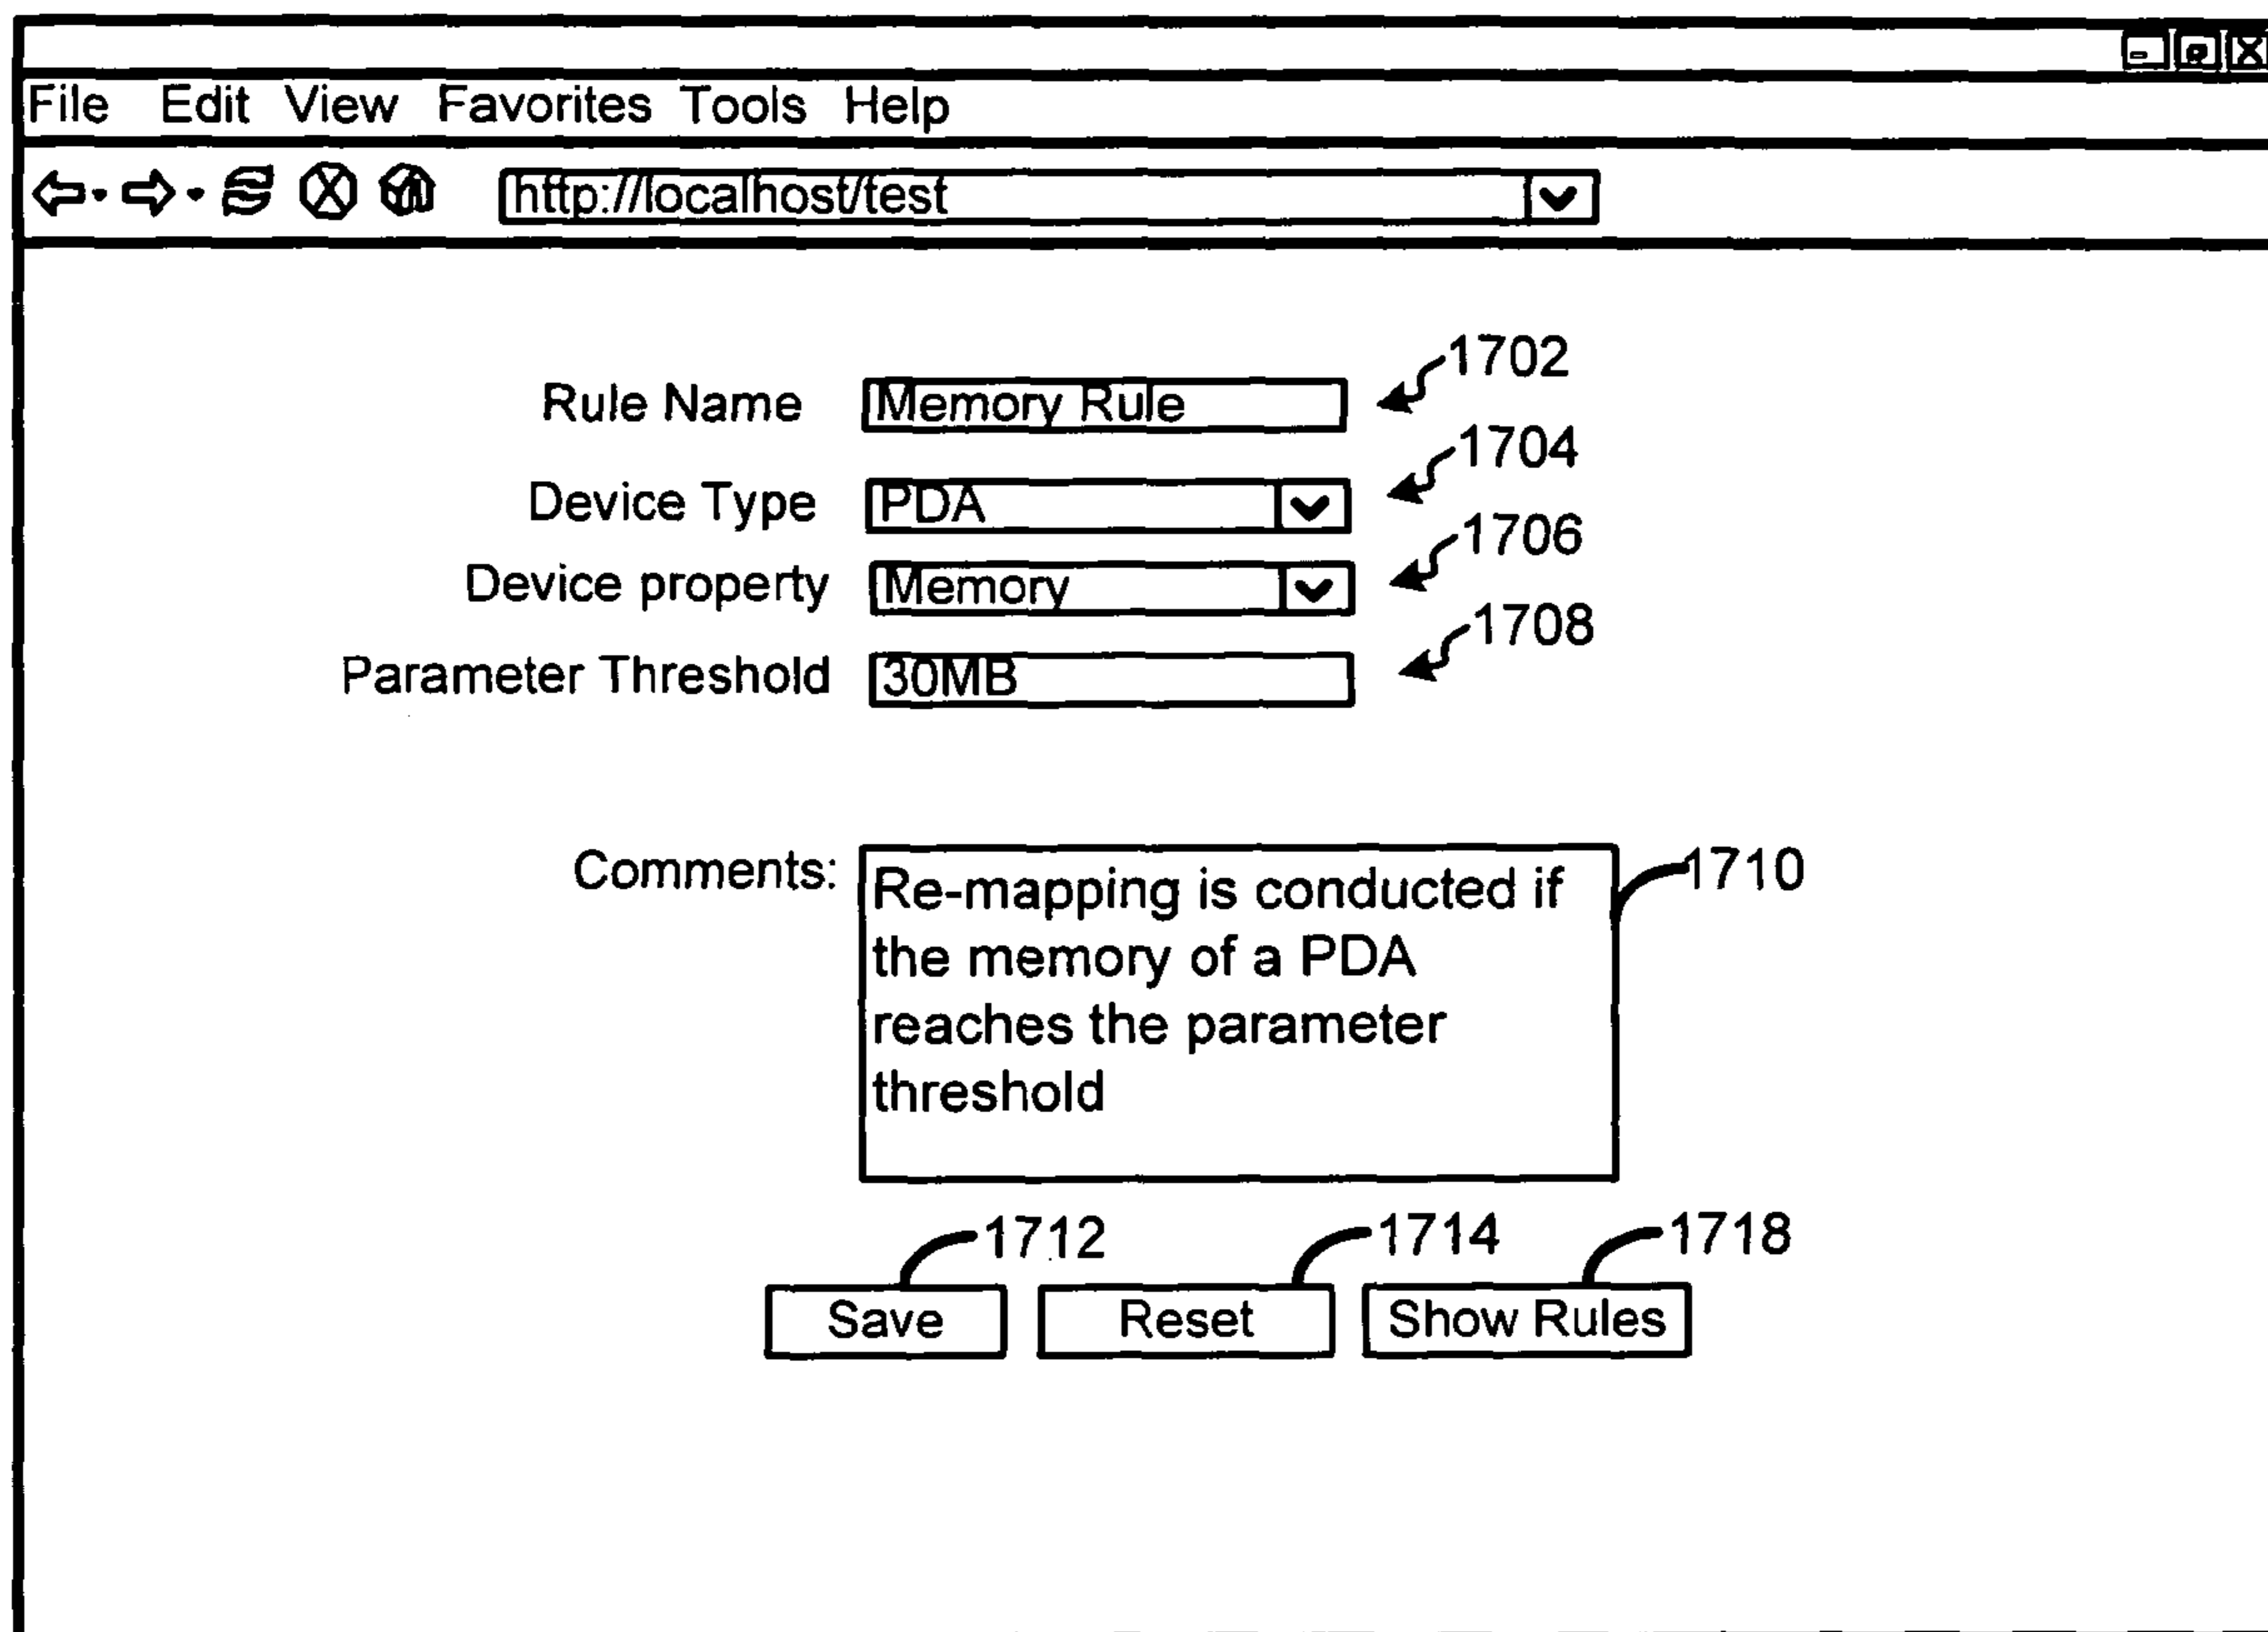 File Edit View Favorites Tools Help
http://localhost/test
1702
Rule Name Memory Rule
1704
Device Type PDA
1706
Device property Memory
1708
Parameter Threshold 30MB
Comments: Re-mapping is conducted if 1710
the memory of a PDA
reaches the parameter
threshold
1712 1714 1718
Save Reset Show Rules